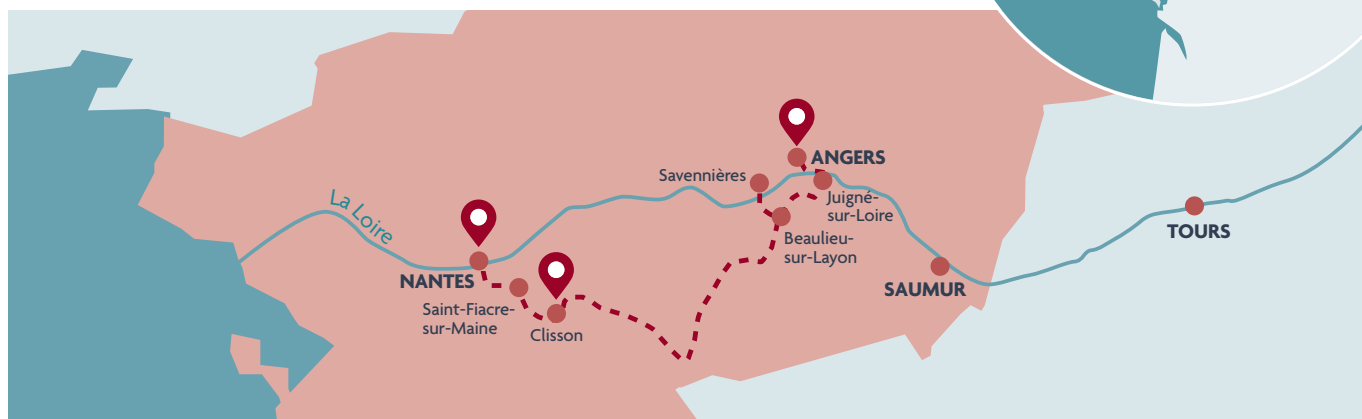 La Loire
NANTES
Saint-Fiacre-
sur-Maine
Clisson
Savennières
ANGERS
Juigné-
sur-Loire
Beaulieu-
sur-Layon
SAUMUR
TOURS